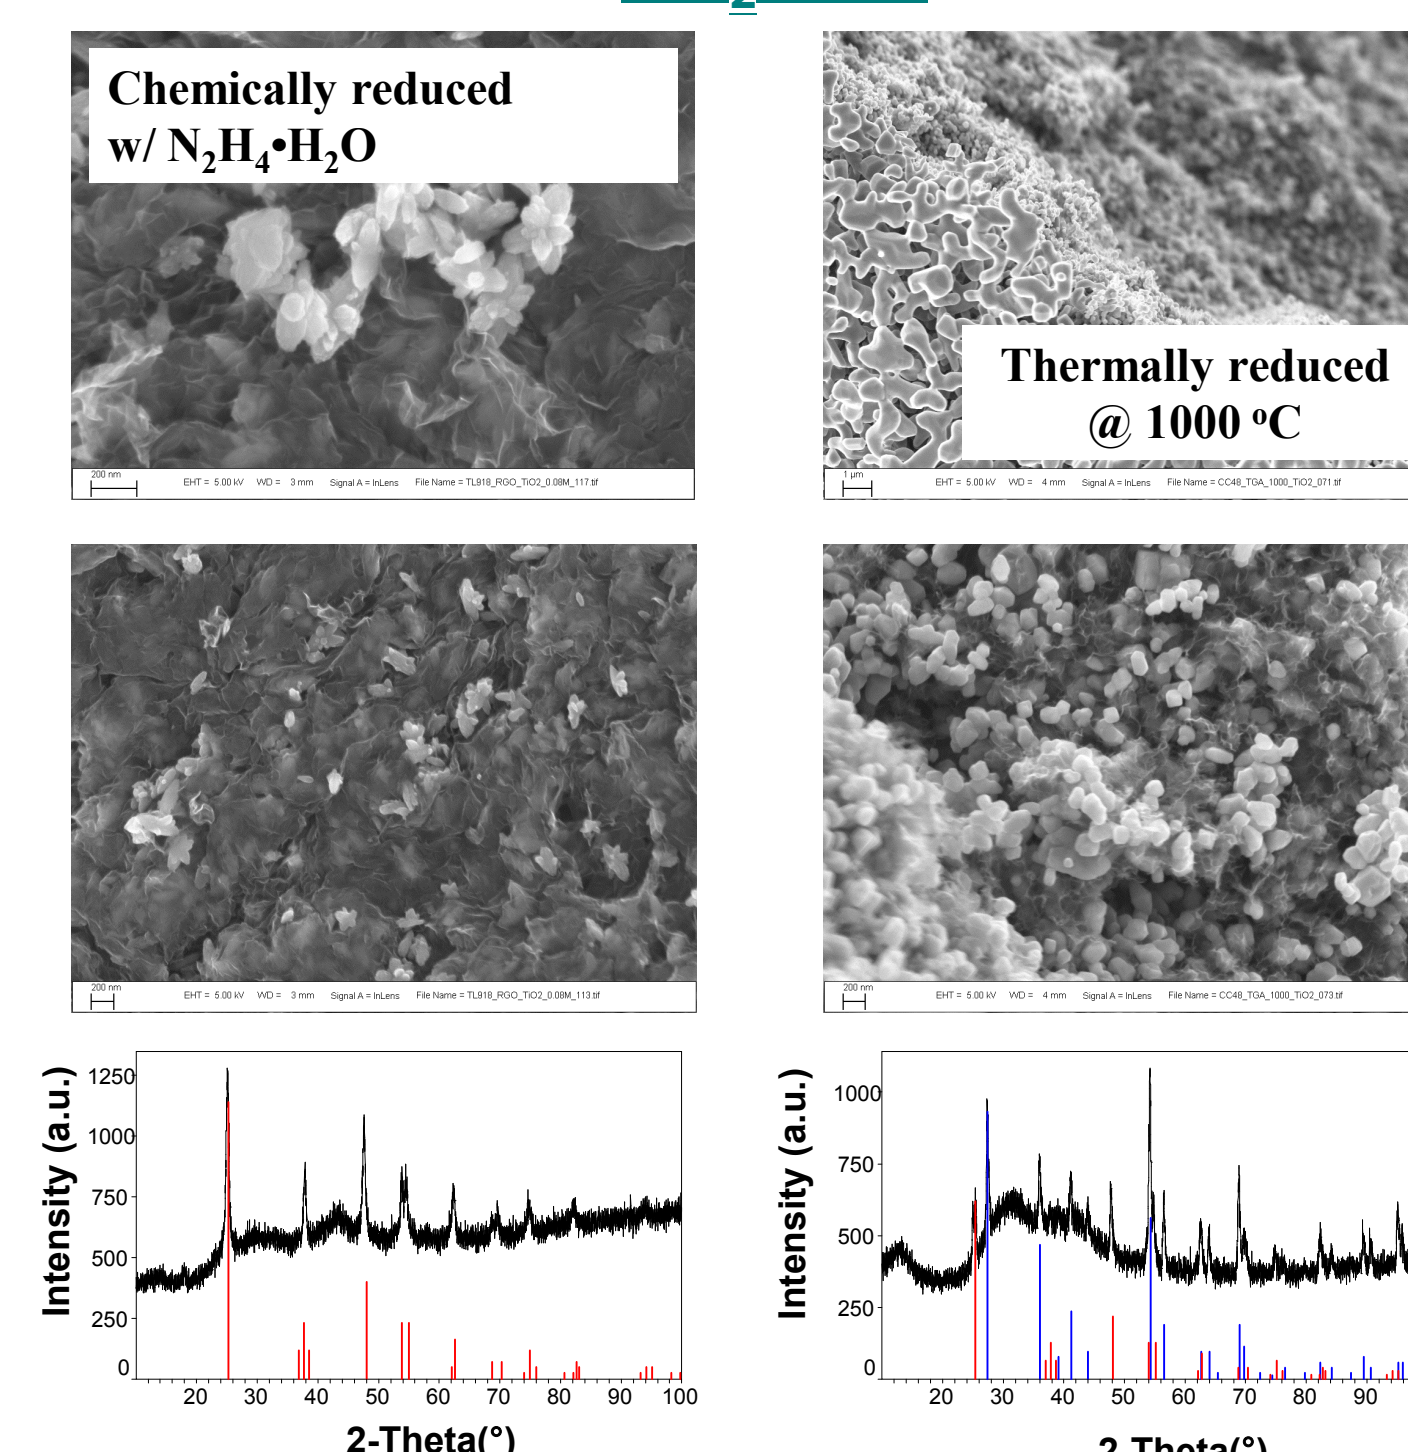 2
Chemically reduced
w/ N₂H₄•H₂O
200 nm
EHT = 5.00 kV WD = 3 mm Signal A = InLens File Name = TL918_RGO_TiO2_0.08M_117.tif
Thermally reduced
@ 1000 ᵒC
1 µm
EHT = 5.00 kV WD = 4 mm Signal A = InLens File Name = CC48_TGA_1000_TiO2_071.tif
200 nm
EHT = 5.00 kV WD = 3 mm Signal A = InLens File Name = TL918_RGO_TiO2_0.08M_113.tif
200 nm
EHT = 5.00 kV WD = 4 mm Signal A = InLens File Name = CC48_TGA_1000_TiO2_073.tif
Intensity (a.u.)
1250
1000
750
500
250
0
20 30 40 50 60 70 80 90 100
2-Theta(°)
Intensity (a.u.)
1000
750
500
250
0
20 30 40 50 60 70 80 90
2-Theta(°)